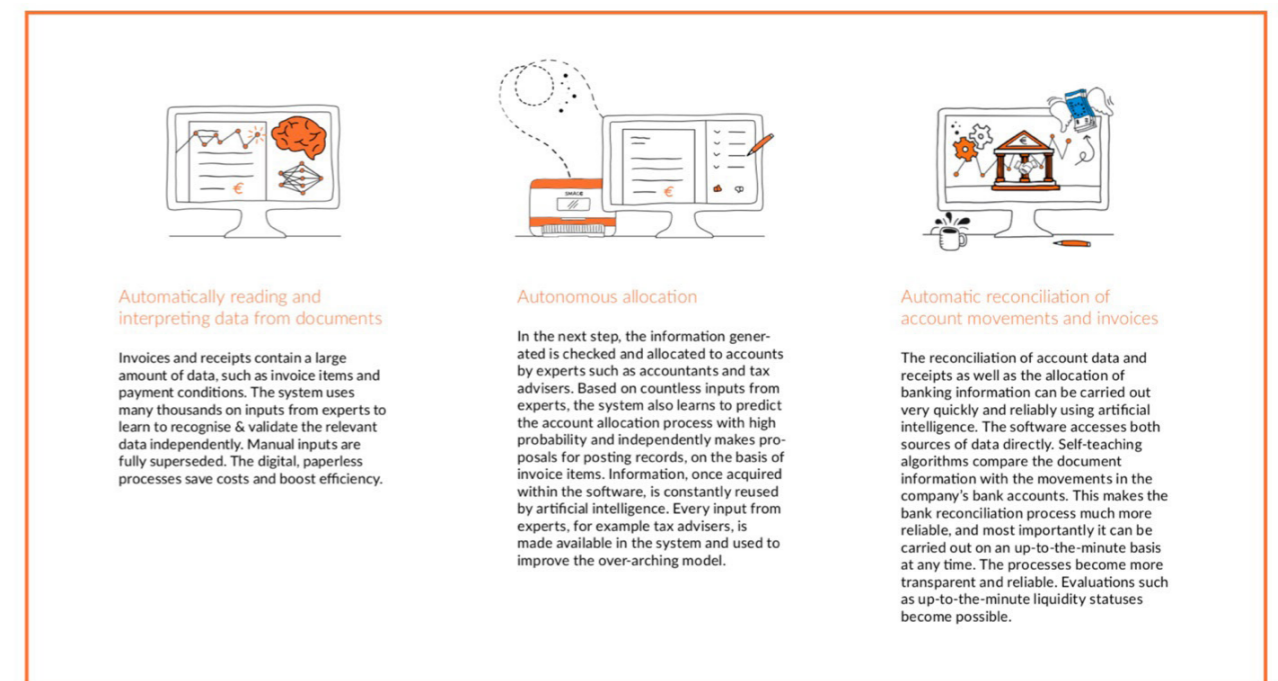 Automatically reading and
interpreting data from documents
Invoices and receipts contain a large
amount of data, such as invoice items and
payment conditions. The system uses
many thousands on inputs from experts to
learn to recognise & validate the relevant
data independently. Manual inputs are
fully superseded. The digital, paperless
processes save costs and boost efficiency.
Autonomous allocation
In the next step, the information gener-
ated is checked and allocated to accounts
by experts such as accountants and tax
advisers. Based on countless inputs from
experts, the system also learns to predict
the account allocation process with high
probability and independently makes pro-
posals for posting records, on the basis of
invoice items. Information, once acquired
within the software, is constantly reused
by artificial intelligence. Every input from
experts, for example tax advisers, is
made available in the system and used to
improve the over-arching model.
Automatic reconciliation of
account movements and invoices
The reconciliation of account data and
receipts as well as the allocation of
banking information can be carried out
very quickly and reliably using artificial
intelligence. The software accesses both
sources of data directly. Self-teaching
algorithms compare the document
information with the movements in the
company's bank accounts. This makes the
bank reconciliation process much more
reliable, and most importantly it can be
carried out on an up-to-the-minute basis
at any time. The processes become more
transparent and reliable. Evaluations such
as up-to-the-minute liquidity statuses
become possible.
€
€
€